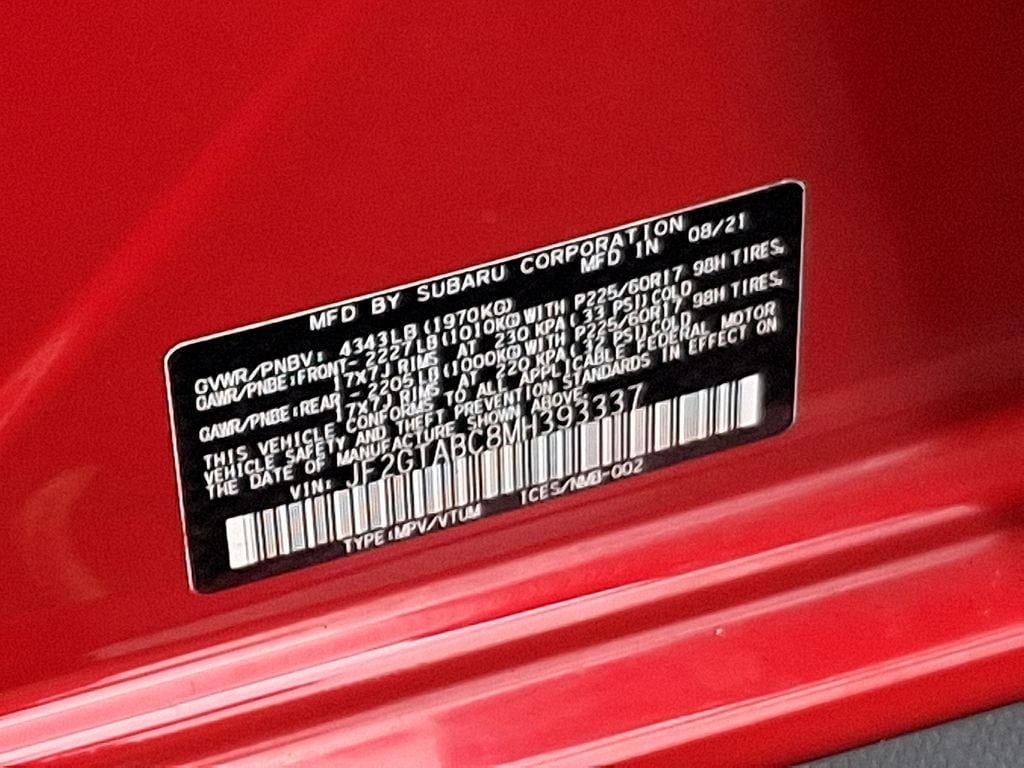 MFD BY SUBARU CORPORATION
MFD IN 08/21
GVWR/PNBV: 4343LB (1970KG)
GAWR/PNBE:FRONT- 2227LB (1010KG) WITH P225/60R17 98H TIRES,
17x7J RIMS, AT 230 KPA ( 33 PSI) COLD
GAWR/PNBE:REAR - 2205LB (1000KG) WITH P225/60R17 98H TIRES,
17x7J RIMS, AT 220 KPA ( 32 PSI) COLD
THIS VEHICLE CONFORMS TO ALL APPLICABLE FEDERAL MOTOR
VEHICLE SAFETY AND THEFT PREVENTION STANDARDS IN EFFECT ON
THE DATE OF MANUFACTURE SHOWN ABOVE.
VIN: JF2GTABC8MH393337
TYPE:MPV/VTUM ICES/NMB-002